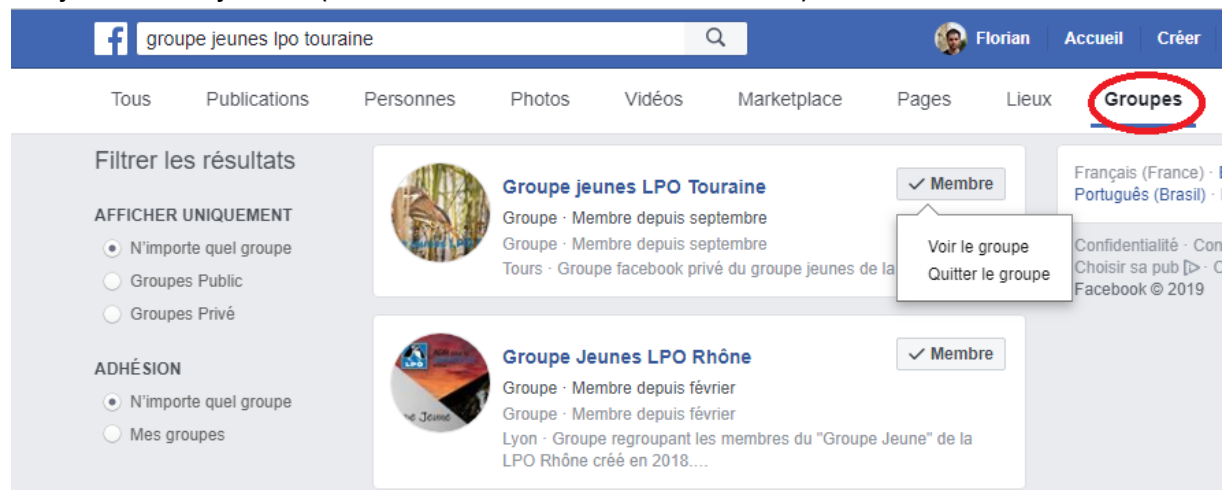 f groupe jeunes lpo touraine Florian Accueil Créer
Tous Publications Personnes Photos Vidéos Marketplace Pages Lieux Groupes
Filtrer les résultats
AFFICHER UNIQUEMENT
N'importe quel groupe
Groupes Public
Groupes Privé
ADHÉSION
N'importe quel groupe
Mes groupes
Groupe jeunes LPO Touraine
Groupe · Membre depuis septembre
Groupe · Membre depuis septembre
Tours · Groupe facebook privé du groupe jeunes de la
Membre
Voir le groupe
Quitter le groupe
LPO
Groupe Jeunes LPO Rhône
Groupe · Membre depuis février
Groupe · Membre depuis février
Lyon · Groupe regroupant les membres du "Groupe Jeune" de la
LPO Rhône créé en 2018....
Membre
Français (France) ·
Português (Brasil) ·
Confidentialité ·
Choisir sa pub ·
Facebook © 2019